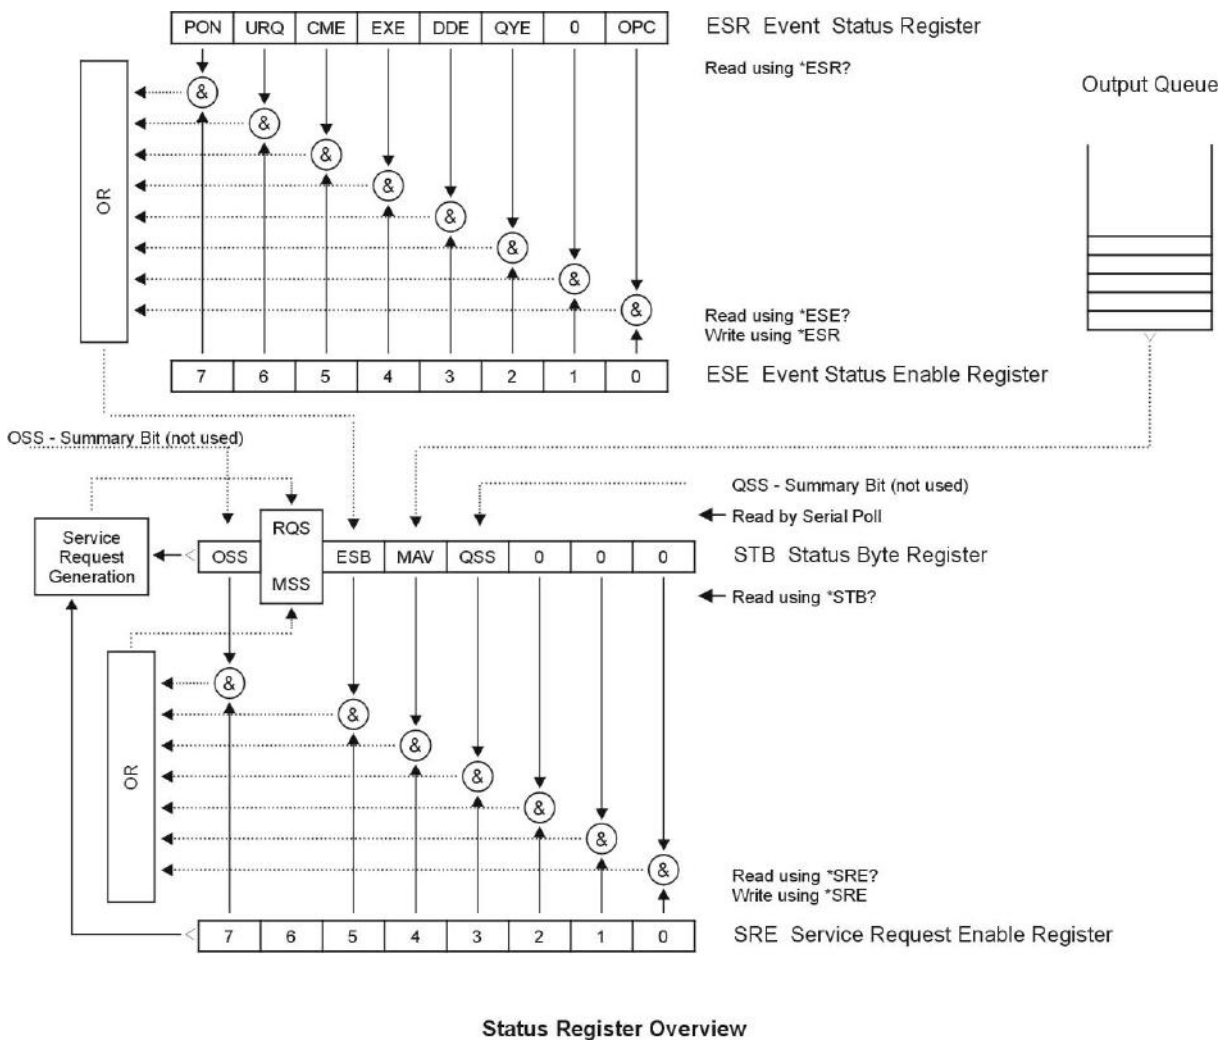 PON URQ CME EXE DDE QYE 0 OPC
ESR Event Status Register
Read using *ESR?
Output Queue
&
&
&
&
OR
&
&
&
&
Read using *ESE?
Write using *ESR
7 6 5 4 3 2 1 0
ESE Event Status Enable Register
OSS - Summary Bit (not used)
QSS - Summary Bit (not used)
Read by Serial Poll
Service
Request
Generation
RQS
OSS ESB MAV QSS 0 0 0
MSS
STB Status Byte Register
Read using *STB?
&
&
&
OR
&
&
&
&
Read using *SRE?
Write using *SRE
7 6 5 4 3 2 1 0
SRE Service Request Enable Register
Status Register Overview